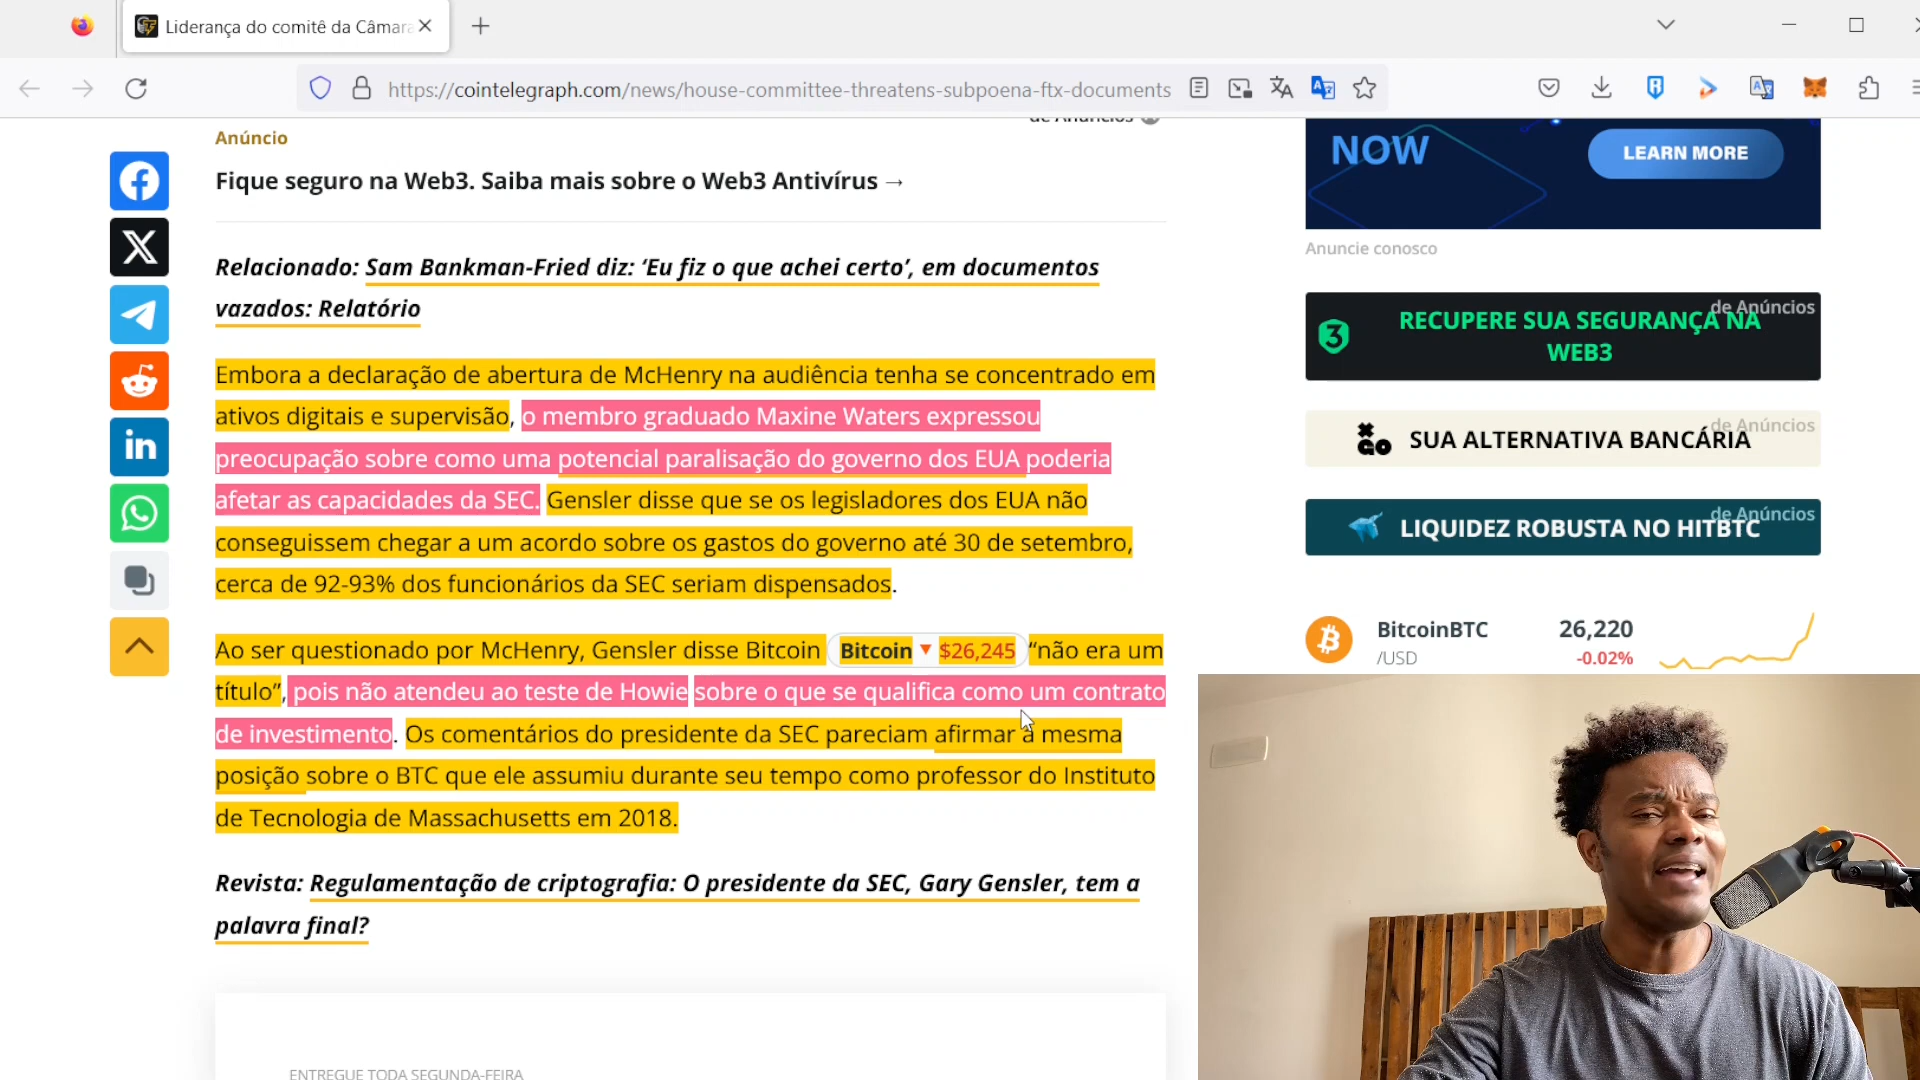 Liderança do comitê da Câmara
https://cointelegraph.com/news/house-committee-threatens-subpoena-ftx-documents
de Anúncios
Anúncio
Fique seguro na Web3. Saiba mais sobre o Web3 Antivírus →
Relacionado: Sam Bankman-Fried diz: ‘Eu fiz o que achei certo’, em documentos
vazados: Relatório
Embora a declaração de abertura de McHenry na audiência tenha se concentrado em
ativos digitais e supervisão, o membro graduado Maxine Waters expressou
preocupação sobre como uma potencial paralisação do governo dos EUA poderia
afetar as capacidades da SEC. Gensler disse que se os legisladores dos EUA não
conseguissem chegar a um acordo sobre os gastos do governo até 30 de setembro,
cerca de 92-93% dos funcionários da SEC seriam dispensados.
Ao ser questionado por McHenry, Gensler disse Bitcoin Bitcoin ▼ $26,245 “não era um
título”, pois não atendeu ao teste de Howie sobre o que se qualifica como um contrato
de investimento. Os comentários do presidente da SEC pareciam afirmar a mesma
posição sobre o BTC que ele assumiu durante seu tempo como professor do Instituto
de Tecnologia de Massachusetts em 2018.
Revista: Regulamentação de criptografia: O presidente da SEC, Gary Gensler, tem a
palavra final?
ENTREGUE TODA SEGUNDA-FEIRA
NOW
LEARN MORE
Anuncie conosco
de Anúncios
RECUPERE SUA SEGURANÇA NA
WEB3
de Anúncios
SUA ALTERNATIVA BANCÁRIA
de Anúncios
LIQUIDEZ ROBUSTA NO HITBTC
BitcoinBTC 26,220
/USD -0.02%